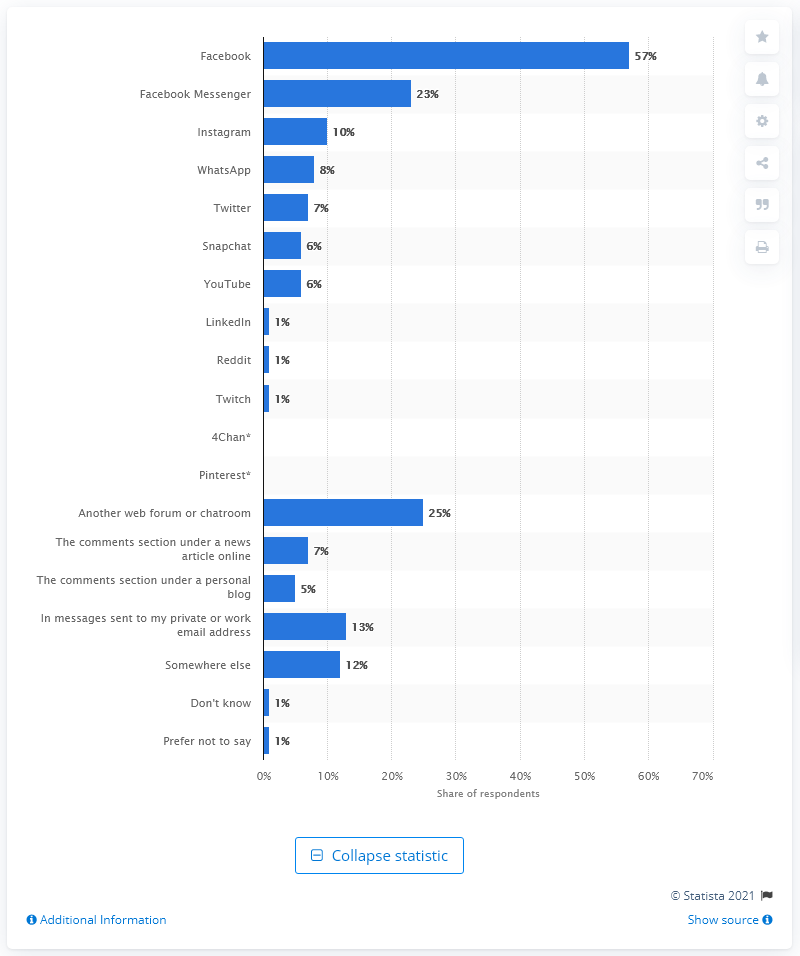 Facebook 57%
Facebook Messenger 23%
Instagram 10%
WhatsApp 8%
Twitter 7%
Snapchat 6%
YouTube 6%
LinkedIn 1%
Reddit 1%
Twitch 1%
4Chan*
Pinterest*
Another web forum or chatroom 25%
The comments section under a news
article online 7%
The comments section under a personal
blog 5%
In messages sent to my private or work
email address 13%
Somewhere else 12%
Don't know 1%
Prefer not to say 1%
0% 10% 20% 30% 40% 50% 60% 70%
Share of respondents
Collapse statistic
© Statista 2021
Additional Information Show source